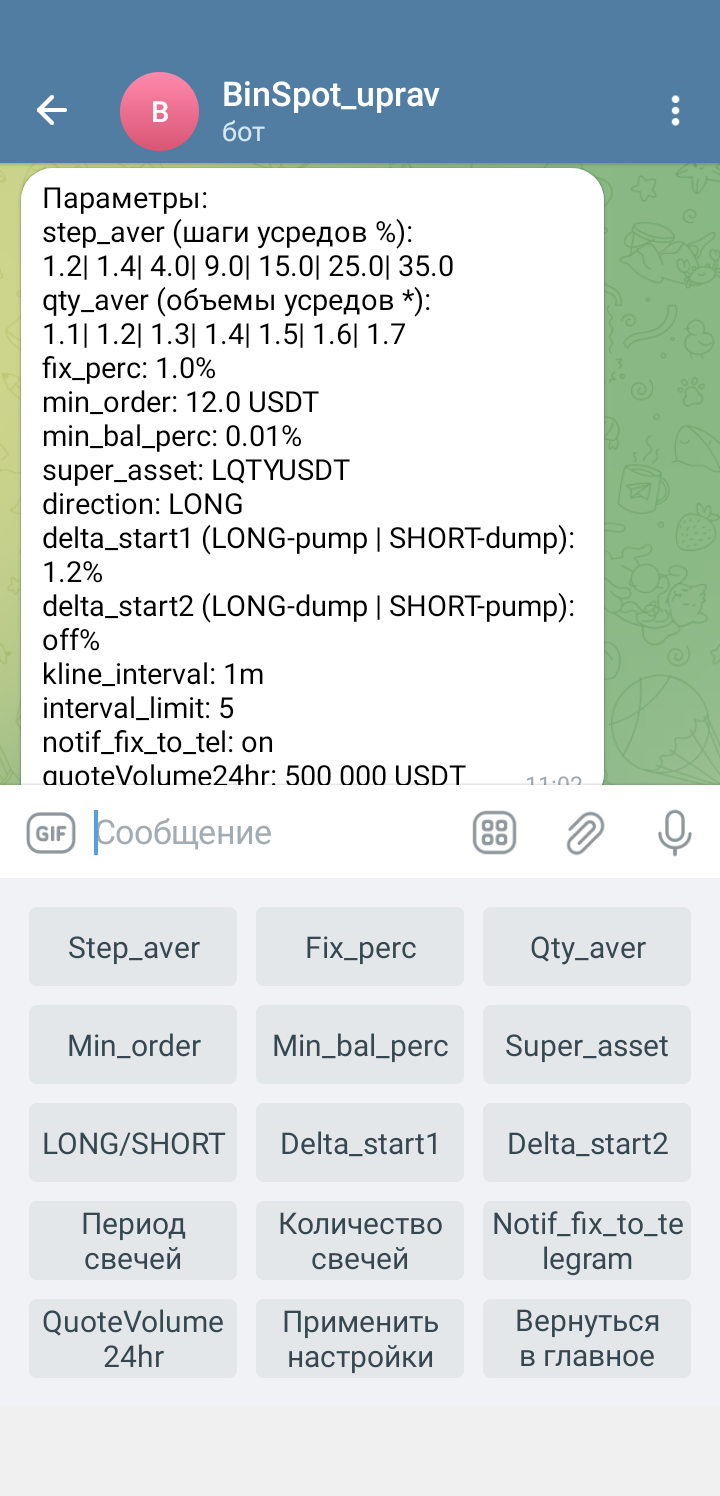 B
BinSpot_uprav
бот
Параметры:
step_aver (шаги усредов %):
1.2| 1.4| 4.0| 9.0| 15.0| 25.0| 35.0
qty_aver (объемы усредов *):
1.1| 1.2| 1.3| 1.4| 1.5| 1.6| 1.7
fix_perc: 1.0%
min_order: 12.0 USDT
min_bal_perc: 0.01%
super_asset: LQTYUSDT
direction: LONG
delta_start1 (LONG-pump | SHORT-dump):
1.2%
delta_start2 (LONG-dump | SHORT-pump):
off%
kline_interval: 1m
interval_limit: 5
notif_fix_to_tel: on
quoteVolume24hr: 500 000 USDT
11:02
GIF
Сообщение
Step_aver
Fix_perc
Qty_aver
Min_order
Min_bal_perc
Super_asset
LONG/SHORT
Delta_start1
Delta_start2
Период
свечей
Количество
свечей
Notif_fix_to_te
legram
QuoteVolume
24hr
Применить
настройки
Вернуться
в главное